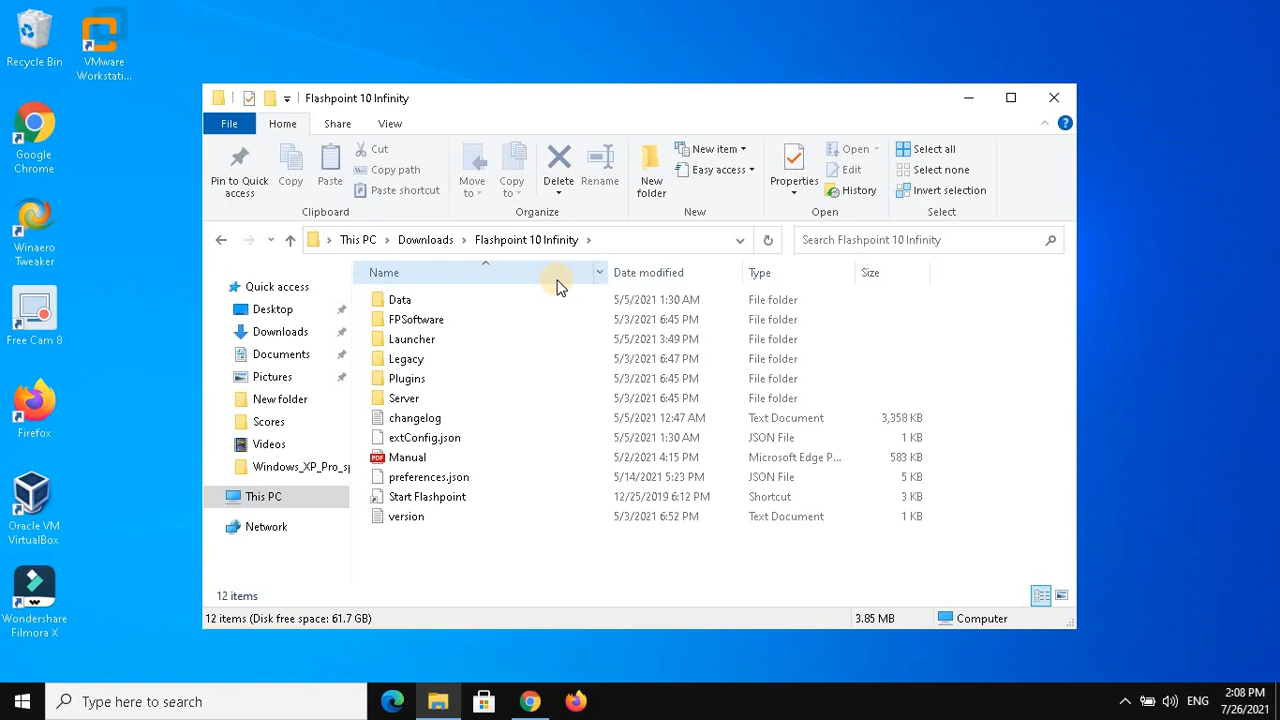 Recycle Bin
VMware
Workstati...
Google
Chrome
Winaero
Tweaker
Free Cam 8
Firefox
Oracle VM
VirtualBox
Wondershare
Filmora X
Flashpoint 10 Infinity
File Home Share View
Pin to Quick
access
Copy
Paste
Cut
Copy path
Paste shortcut
Clipboard
Move
to
Copy
to
Delete
Rename
Organize
New
folder
New item
Easy access
New
Properties
Open
Edit
History
Open
Select all
Select none
Invert selection
Select
This PC > Downloads > Flashpoint 10 Infinity >
Search Flashpoint 10 Infinity
Quick access
Desktop
Downloads
Documents
Pictures
New folder
Scores
Videos
Windows_XP_Pro_sp
This PC
Network
Name Date modified Type Size
Data 5/5/2021 1:30 AM File folder
FPSoftware 5/3/2021 6:45 PM File folder
Launcher 5/5/2021 3:49 PM File folder
Legacy 5/3/2021 6:47 PM File folder
Plugins 5/3/2021 6:45 PM File folder
Server 5/3/2021 6:45 PM File folder
changelog 5/5/2021 12:47 AM Text Document 3,358 KB
extConfig.json 5/5/2021 1:30 AM JSON File 1 KB
PDF Manual 5/2/2021 4:15 PM Microsoft Edge P... 583 KB
preferences.json 5/14/2021 5:23 PM JSON File 5 KB
Start Flashpoint 12/25/2019 6:12 PM Shortcut 3 KB
version 5/3/2021 6:52 PM Text Document 1 KB
12 items
12 items (Disk free space: 61.7 GB) 3.85 MB Computer
Type here to search
ENG
2:08 PM
7/26/2021